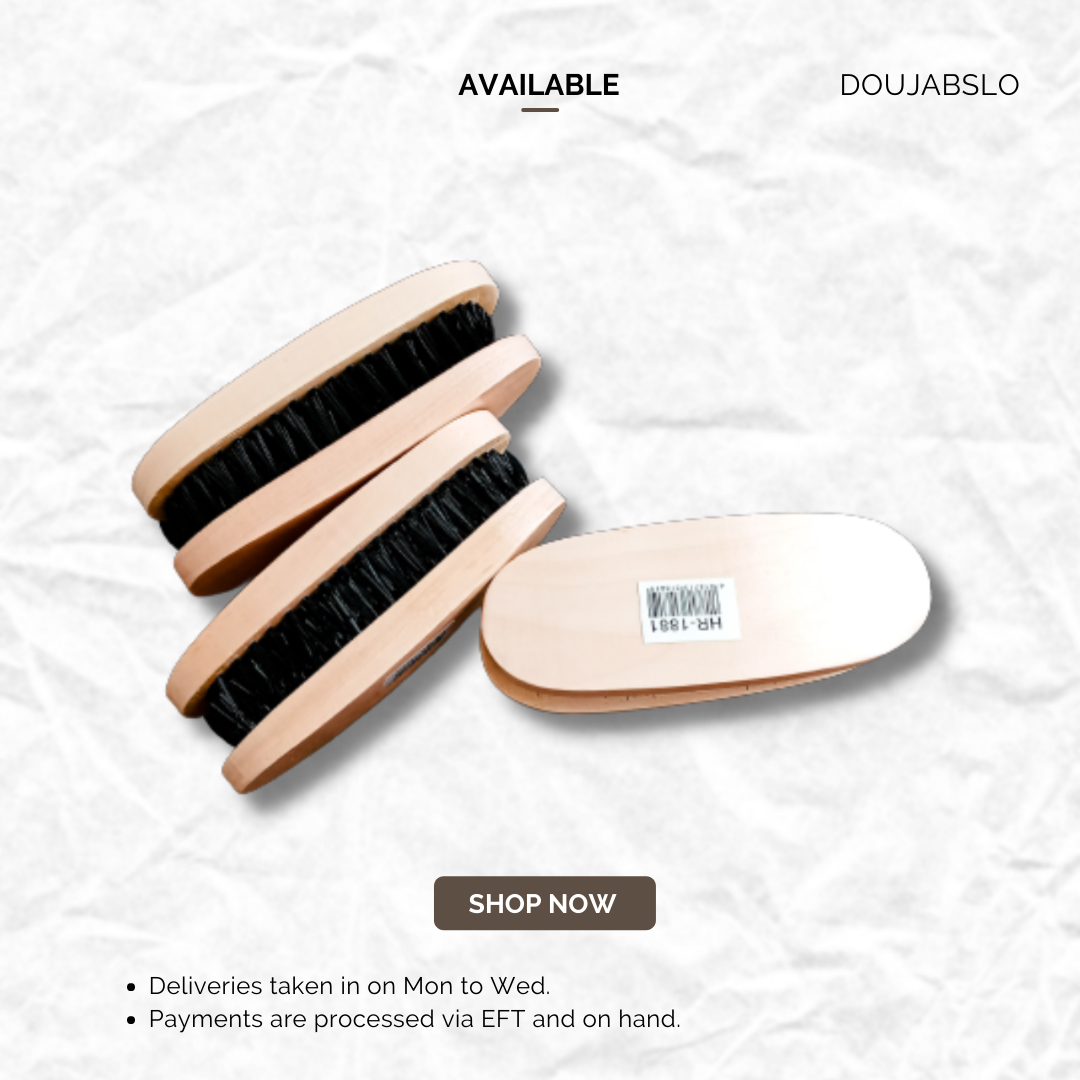 AVAILABLE
DOUJABSLO
HR-1881
SHOP NOW
• Deliveries taken in on Mon to Wed.
• Payments are processed via EFT and on hand.